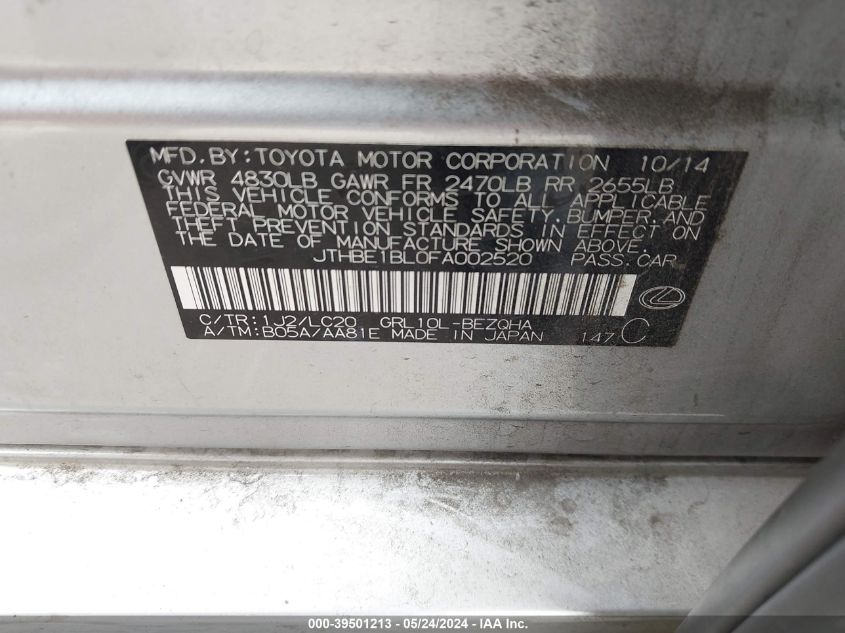 MFD. BY: TOYOTA MOTOR CORPORATION 10/14
GVWR 4830LB GAWR FR 2470LB RR 2655LB
THIS VEHICLE CONFORMS TO ALL APPLICABLE
FEDERAL MOTOR VEHICLE SAFETY, BUMPER, AND
THEFT PREVENTION STANDARDS IN EFFECT ON
THE DATE OF MANUFACTURE SHOWN ABOVE.
JTHBE1BL0FA002520 PASS. CAR
C/TR: 1J2/LC20 GRL10L-BEZQHA
A/TM: B05A/AA81E MADE IN JAPAN 147 C
000-39501213 - 05/24/2024 - IAA Inc.